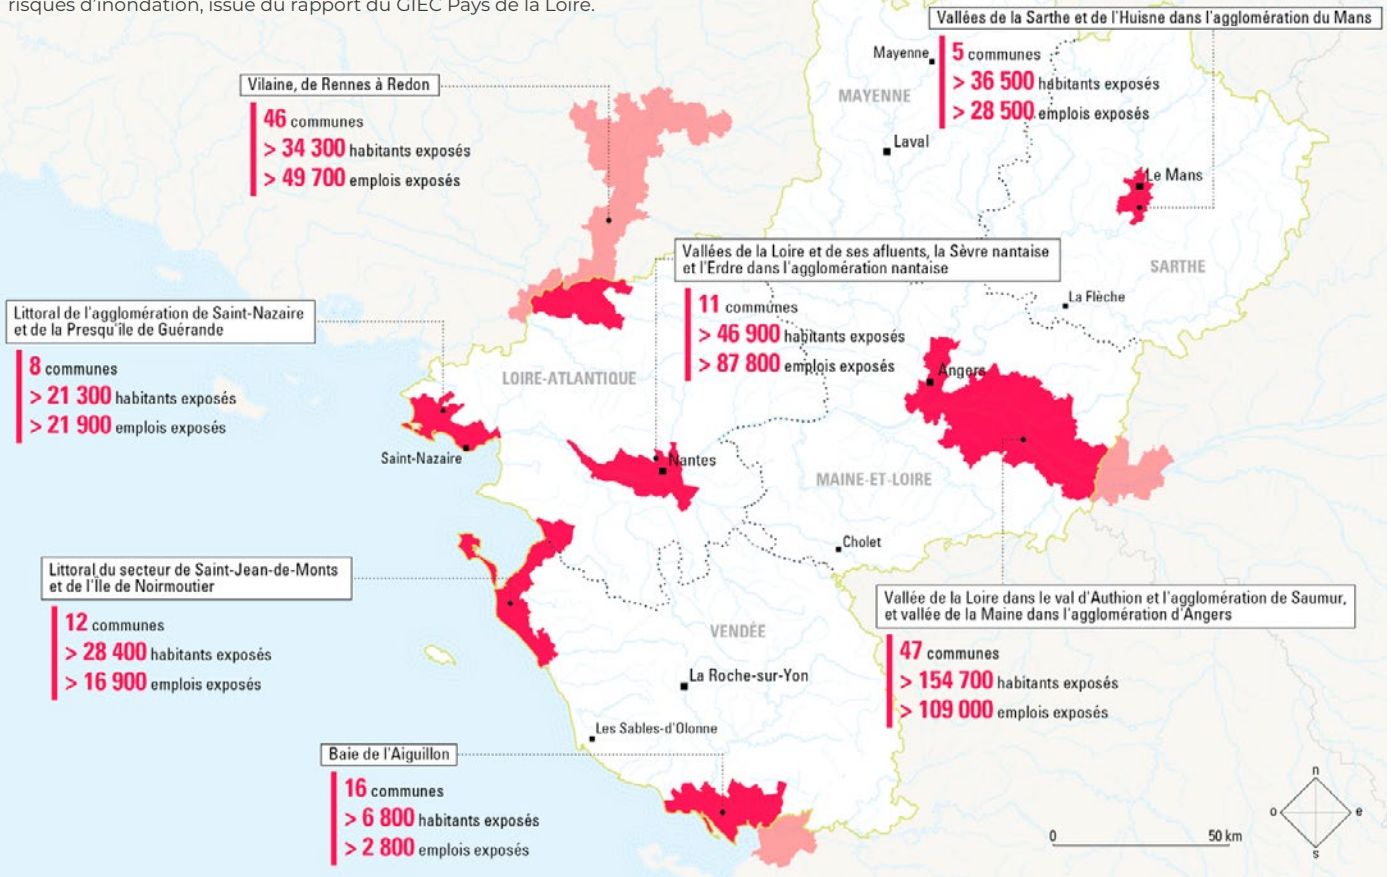 risques d'inondation, issue du rapport du GIEC Pays de la Loire.
Vallées de la Sarthe et de l'Huisne dans l'agglomération du Mans
5 communes
> 36 500 habitants exposés
> 28 500 emplois exposés
Mayenne
MAYENNE
Laval
Vilaine, de Rennes à Redon
46 communes
> 34 300 habitants exposés
> 49 700 emplois exposés
Le Mans
SARTHE
La Flèche
Vallées de la Loire et de ses afluents, la Sèvre nantaise
et l'Erdre dans l'agglomération nantaise
11 communes
> 46 900 habitants exposés
> 87 800 emplois exposés
Littoral de l'agglomération de Saint-Nazaire
et de la Presqu'île de Guérande
8 communes
> 21 300 habitants exposés
> 21 900 emplois exposés
LOIRE-ATLANTIQUE
Angers
Saint-Nazaire
Nantes
MAINE-ET-LOIRE
Cholet
Littoral du secteur de Saint-Jean-de-Monts
et de l'Île de Noirmoutier
12 communes
> 28 400 habitants exposés
> 16 900 emplois exposés
Vallée de la Loire dans le val d'Authion et l'agglomération de Saumur,
et vallée de la Maine dans l'agglomération d'Angers
47 communes
> 154 700 habitants exposés
> 109 000 emplois exposés
VENDÉE
La Roche-sur-Yon
Les Sables-d'Olonne
Baie de l'Aiguillon
16 communes
> 6 800 habitants exposés
> 2 800 emplois exposés
0 50 km
n
o e
s